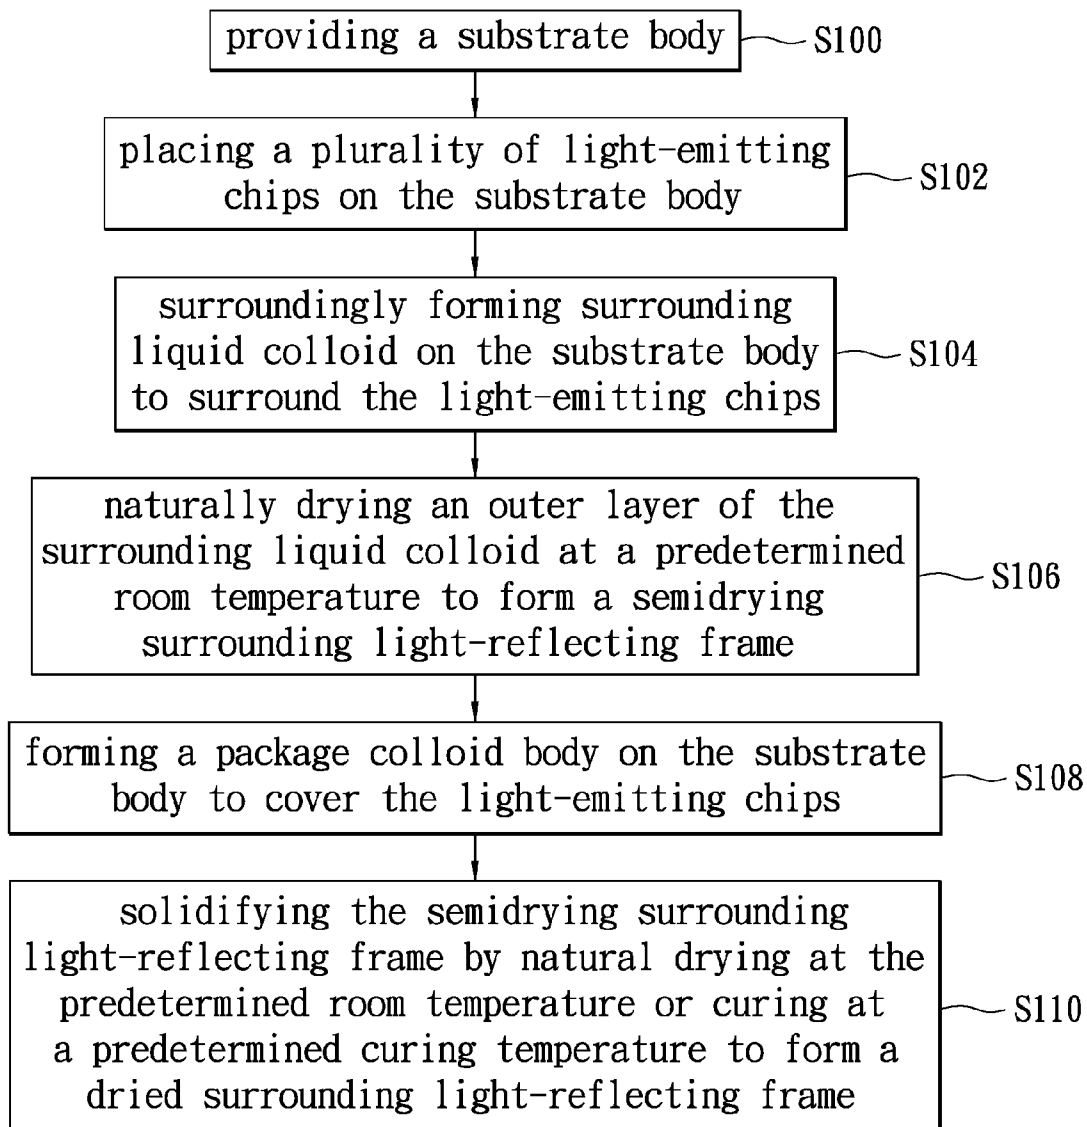 providing a substrate body
S100
placing a plurality of light-emitting
chips on the substrate body
S102
surroundingly forming surrounding
liquid colloid on the substrate body
to surround the light-emitting chips
S104
naturally drying an outer layer of the
surrounding liquid colloid at a predetermined
room temperature to form a semidrying
surrounding light-reflecting frame
S106
forming a package colloid body on the substrate
body to cover the light-emitting chips
S108
solidifying the semidrying surrounding
light-reflecting frame by natural drying at the
predetermined room temperature or curing at
a predetermined curing temperature to form a
dried surrounding light-reflecting frame
S110